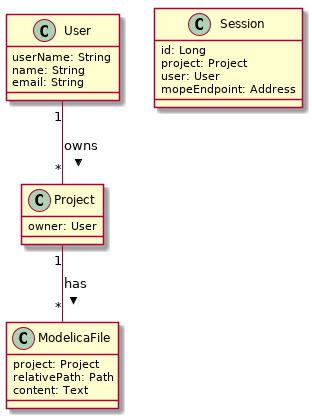 C User
userName: String
name: String
email: String
C Session
id: Long
project: Project
user: User
mopeEndpoint: Address
1
owns
*
C Project
owner: User
1
has
*
C ModelicaFile
project: Project
relativePath: Path
content: Text